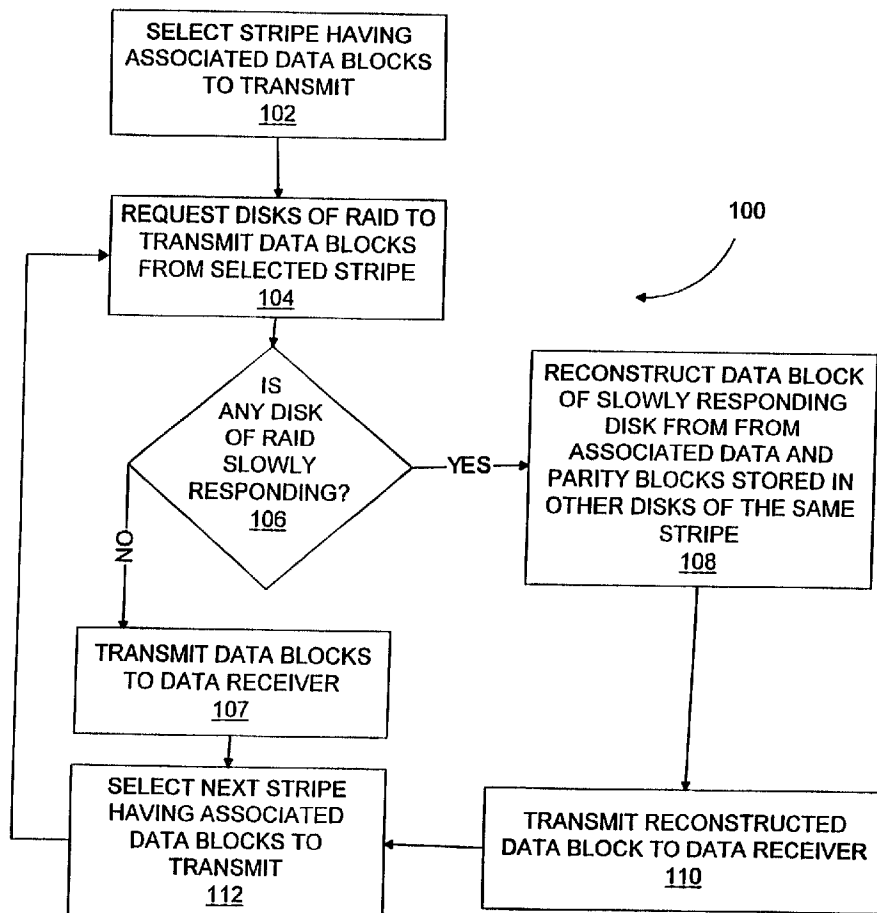 SELECT STRIPE HAVING
ASSOCIATED DATA BLOCKS
TO TRANSMIT
102
REQUEST DISKS OF RAID TO
TRANSMIT DATA BLOCKS
FROM SELECTED STRIPE
104
100
IS
ANY DISK
OF RAID
SLOWLY
RESPONDING?
106
YES
NO
RECONSTRUCT DATA BLOCK
OF SLOWLY RESPONDING
DISK FROM FROM
ASSOCIATED DATA AND
PARITY BLOCKS STORED IN
OTHER DISKS OF THE SAME
STRIPE
108
TRANSMIT DATA BLOCKS
TO DATA RECEIVER
107
SELECT NEXT STRIPE
HAVING ASSOCIATED
DATA BLOCKS TO
TRANSMIT
112
TRANSMIT RECONSTRUCTED
DATA BLOCK TO DATA RECEIVER
110